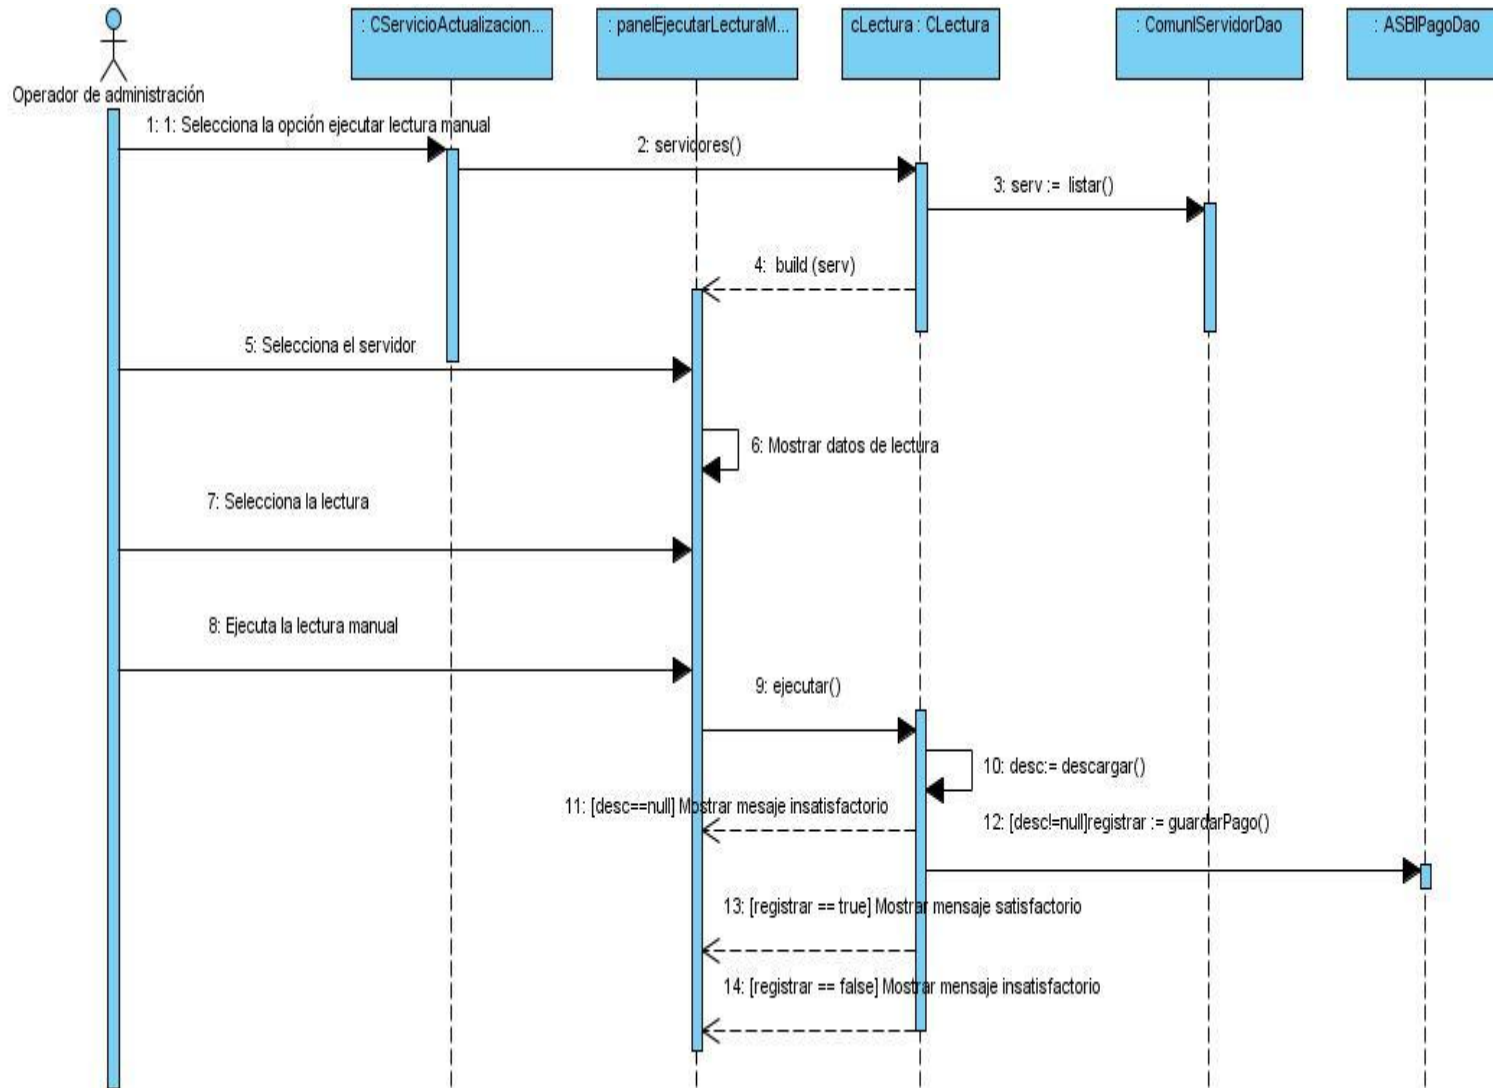 : CServicioActualizacion...
: panelEjecutarLecturaM...
cLectura : CLectura
: ComunIServidorDao
: ASBIPagoDao
Operador de administración
1: 1: Selecciona la opción ejecutar lectura manual
2: servidores()
3: serv := listar()
4: build (serv)
5: Selecciona el servidor
6: Mostrar datos de lectura
7: Selecciona la lectura
8: Ejecuta la lectura manual
9: ejecutar()
10: desc:= descargar()
11: [desc==null] Mostrar mesaje insatisfactorio
12: [desc!=null]registrar := guardarPago()
13: [registrar == true] Mostrar mensaje satisfactorio
14: [registrar == false] Mostrar mensaje insatisfactorio